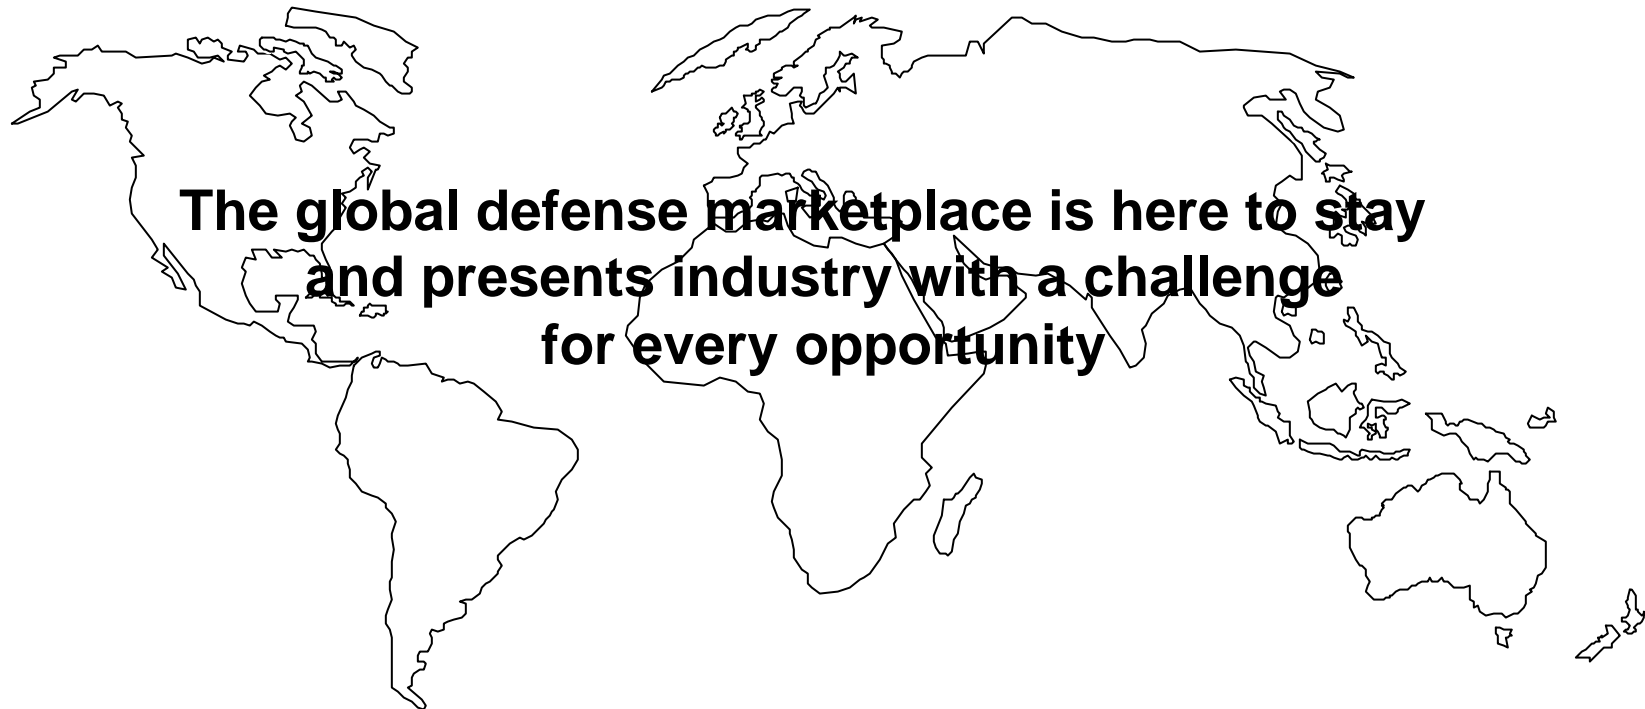 The global defense marketplace is here to stay
and presents industry with a challenge
for every opportunity